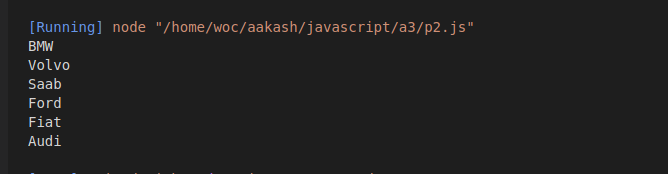 [Running] node "/home/woc/aakash/javascript/a3/p2.js"
BMW
Volvo
Saab
Ford
Fiat
Audi